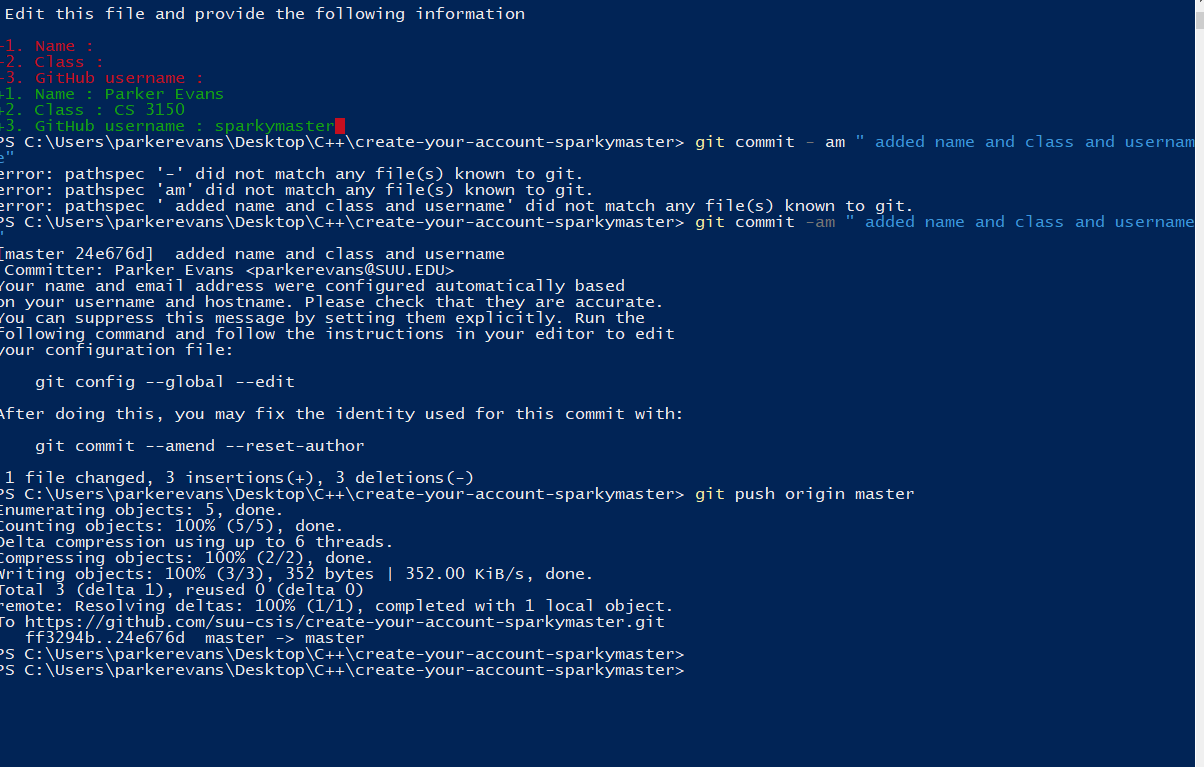 Edit this file and provide the following information
-1. Name :
-2. Class :
-3. GitHub username :
+1. Name : Parker Evans
+2. Class : CS 3150
+3. GitHub username : sparkymaster
PS C:\Users\parkerevans\Desktop\C++\create-your-account-sparkymaster> git commit - am " added name and class and usernam
e"
error: pathspec '-' did not match any file(s) known to git.
error: pathspec 'am' did not match any file(s) known to git.
error: pathspec ' added name and class and username' did not match any file(s) known to git.
PS C:\Users\parkerevans\Desktop\C++\create-your-account-sparkymaster> git commit -am " added name and class and username
"
[master 24e676d]  added name and class and username
 Committer: Parker Evans <parkerevans@SUU.EDU>
Your name and email address were configured automatically based
on your username and hostname. Please check that they are accurate.
You can suppress this message by setting them explicitly. Run the
following command and follow the instructions in your editor to edit
your configuration file:
    git config --global --edit
After doing this, you may fix the identity used for this commit with:
    git commit --amend --reset-author
 1 file changed, 3 insertions(+), 3 deletions(-)
PS C:\Users\parkerevans\Desktop\C++\create-your-account-sparkymaster> git push origin master
Enumerating objects: 5, done.
Counting objects: 100% (5/5), done.
Delta compression using up to 6 threads.
Compressing objects: 100% (2/2), done.
Writing objects: 100% (3/3), 352 bytes | 352.00 KiB/s, done.
Total 3 (delta 1), reused 0 (delta 0)
remote: Resolving deltas: 100% (1/1), completed with 1 local object.
To https://github.com/suu-csis/create-your-account-sparkymaster.git
   ff3294b..24e676d  master -> master
PS C:\Users\parkerevans\Desktop\C++\create-your-account-sparkymaster>
PS C:\Users\parkerevans\Desktop\C++\create-your-account-sparkymaster>